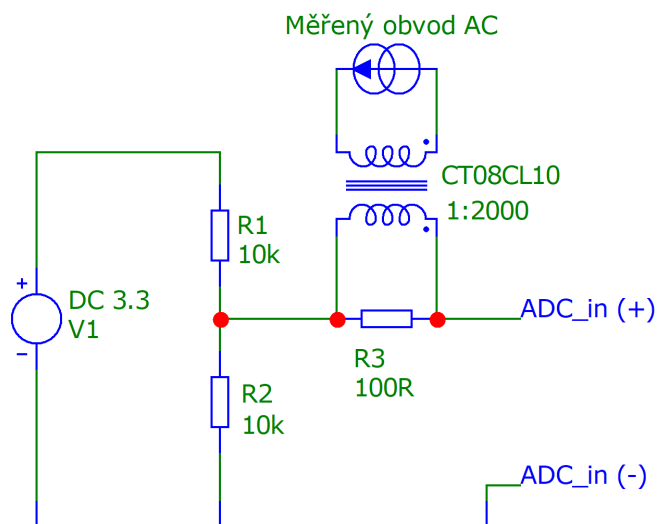 Měřený obvod AC
CT08CL10
1:2000
R1
10k
+
DC 3.3
V1
-
ADC_in (+)
R3
100R
R2
10k
ADC_in (-)